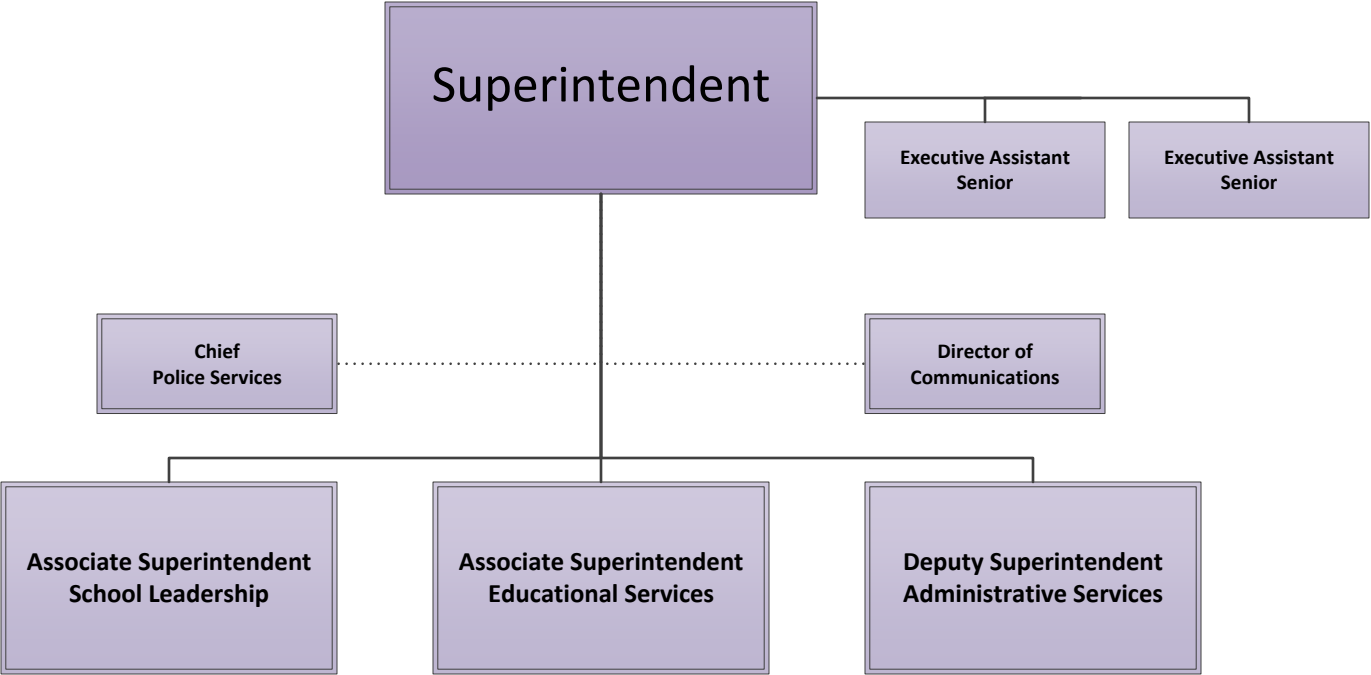 Superintendent
Executive Assistant
Senior
Executive Assistant
Senior
Chief
Police Services
Director of
Communications
Associate Superintendent
School Leadership
Associate Superintendent
Educational Services
Deputy Superintendent
Administrative Services